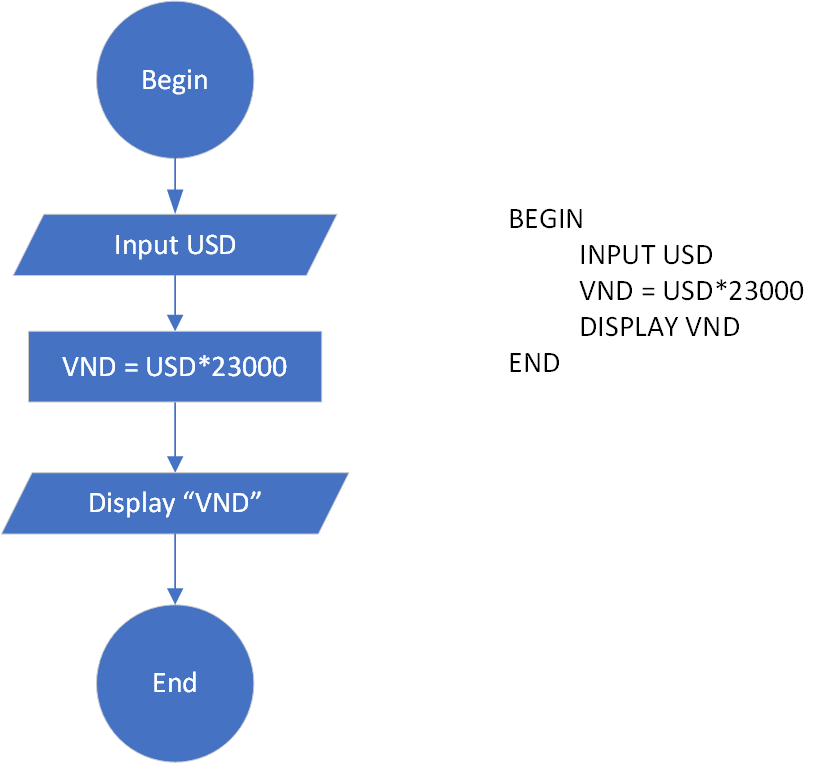 Begin
Input USD
VND = USD*23000
Display “VND”
End
BEGIN
INPUT USD
VND = USD*23000
DISPLAY VND
END